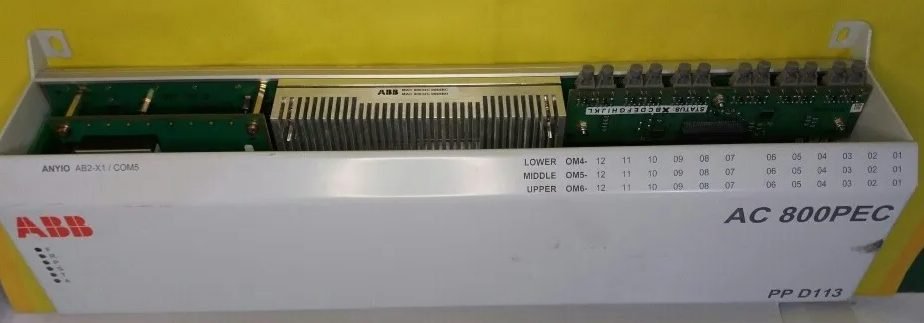 ABB
STATUS XBCDEFGHIJKL
ANYIO AB2-X1 / COM5
LOWER OM4- 12 11 10 09 08 07 06 05 04 03 02 01
MIDDLE OM5- 12 11 10 09 08 07 06 05 04 03 02 01
UPPER OM6- 12 11 10 09 08 07 06 05 04 03 02 01
ABB
AC 800PEC
PP D113